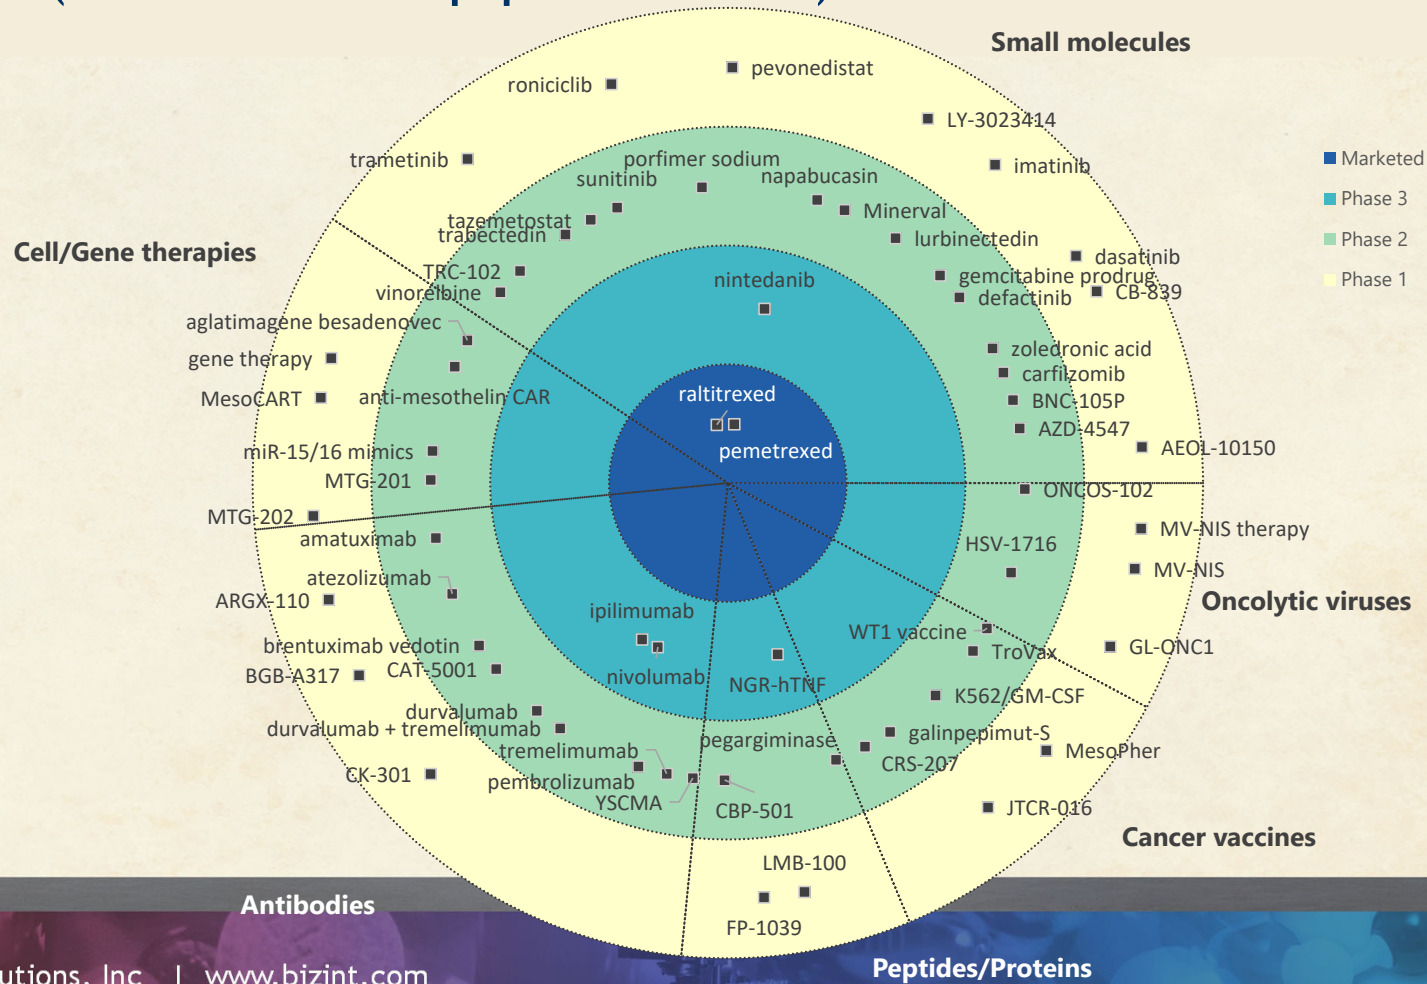 Small molecules
pevonedistat
roniciclib
LY-3023414
trametinib
porfimer sodium
imatinib
Marketed
sunitinib
napabucasin
Phase 3
Minerval
tazemetostat
trabectedin
lurbinectedin
Phase 2
Cell/Gene therapies
dasatinib
TRC-102
nintedanib
gemcitabine prodrug
Phase 1
vinorelbine
defactinib
CB-839
aglatimagene besadenovec
gene therapy
zoledronic acid
carfilzomib
MesoCART
anti-mesothelin CAR
raltitrexed
BNC-105P
AZD-4547
miR-15/16 mimics
pemetrexed
AEOL-10150
MTG-201
ONCOS-102
MTG-202
MV-NIS therapy
amatuximab
HSV-1716
MV-NIS
atezolizumab
ARGX-110
ipilimumab
Oncolytic viruses
WT1 vaccine
brentuximab vedotin
TroVax
GL-ONC1
BGB-A317
CAT-5001
nivolumab
NGR-hTNF
K562/GM-CSF
durvalumab
durvalumab + tremelimumab
galinpepimut-S
tremelimumab
pegargiminase
MesoPher
CRS-207
CK-301
pembrolizumab
YSCMA
CBP-501
JTCR-016
Cancer vaccines
LMB-100
Antibodies
FP-1039
Peptides/Proteins
utions, Inc | www.bizint.com